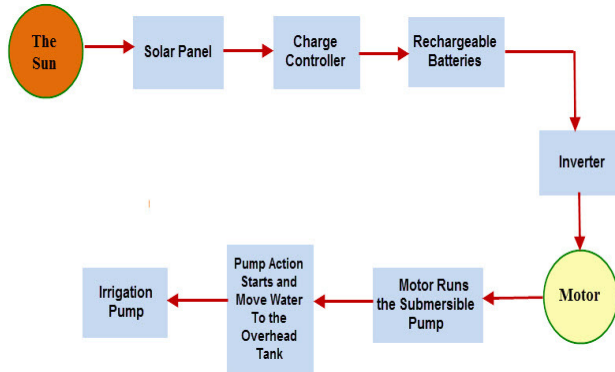 The
Sun
Solar Panel
Charge
Controller
Rechargeable
Batteries
Inverter
Motor
Motor Runs
the Submersible
Pump
Pump Action
Starts and
Move Water
To the
Overhead
Tank
Irrigation
Pump